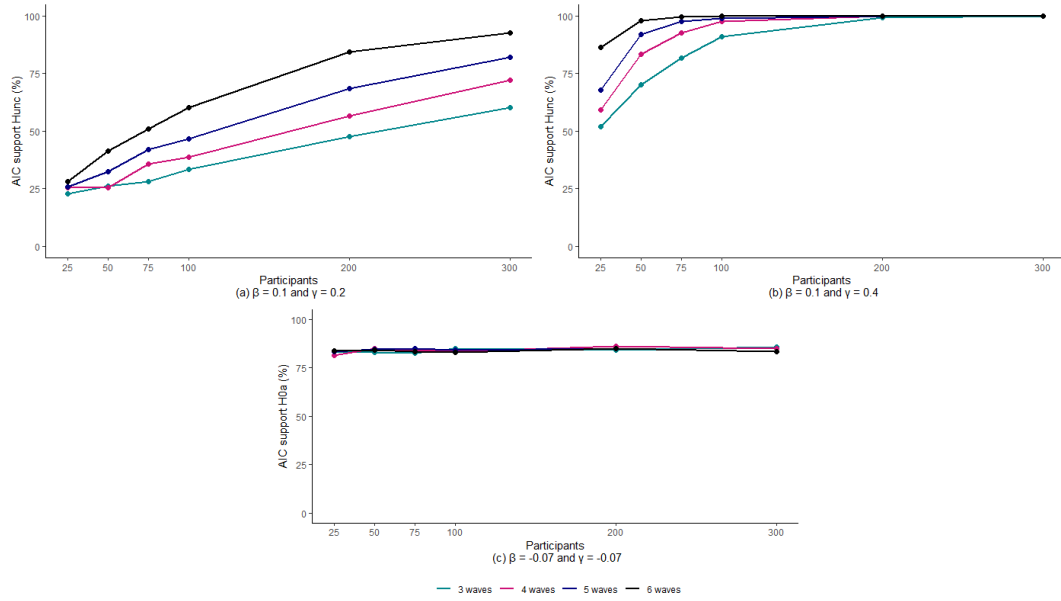 100
75
50
25
0
AIC support Hunc (%)
25 50 75 100 200 300
Participants
(a) β = 0.1 and γ = 0.2
100
75
50
25
0
AIC support Hunc (%)
25 50 75 100 200 300
Participants
(b) β = 0.1 and γ = 0.4
100
75
50
25
0
AIC support H0a (%)
25 50 75 100 200 300
Participants
(c) β = -0.07 and γ = -0.07
3 waves 4 waves 5 waves 6 waves